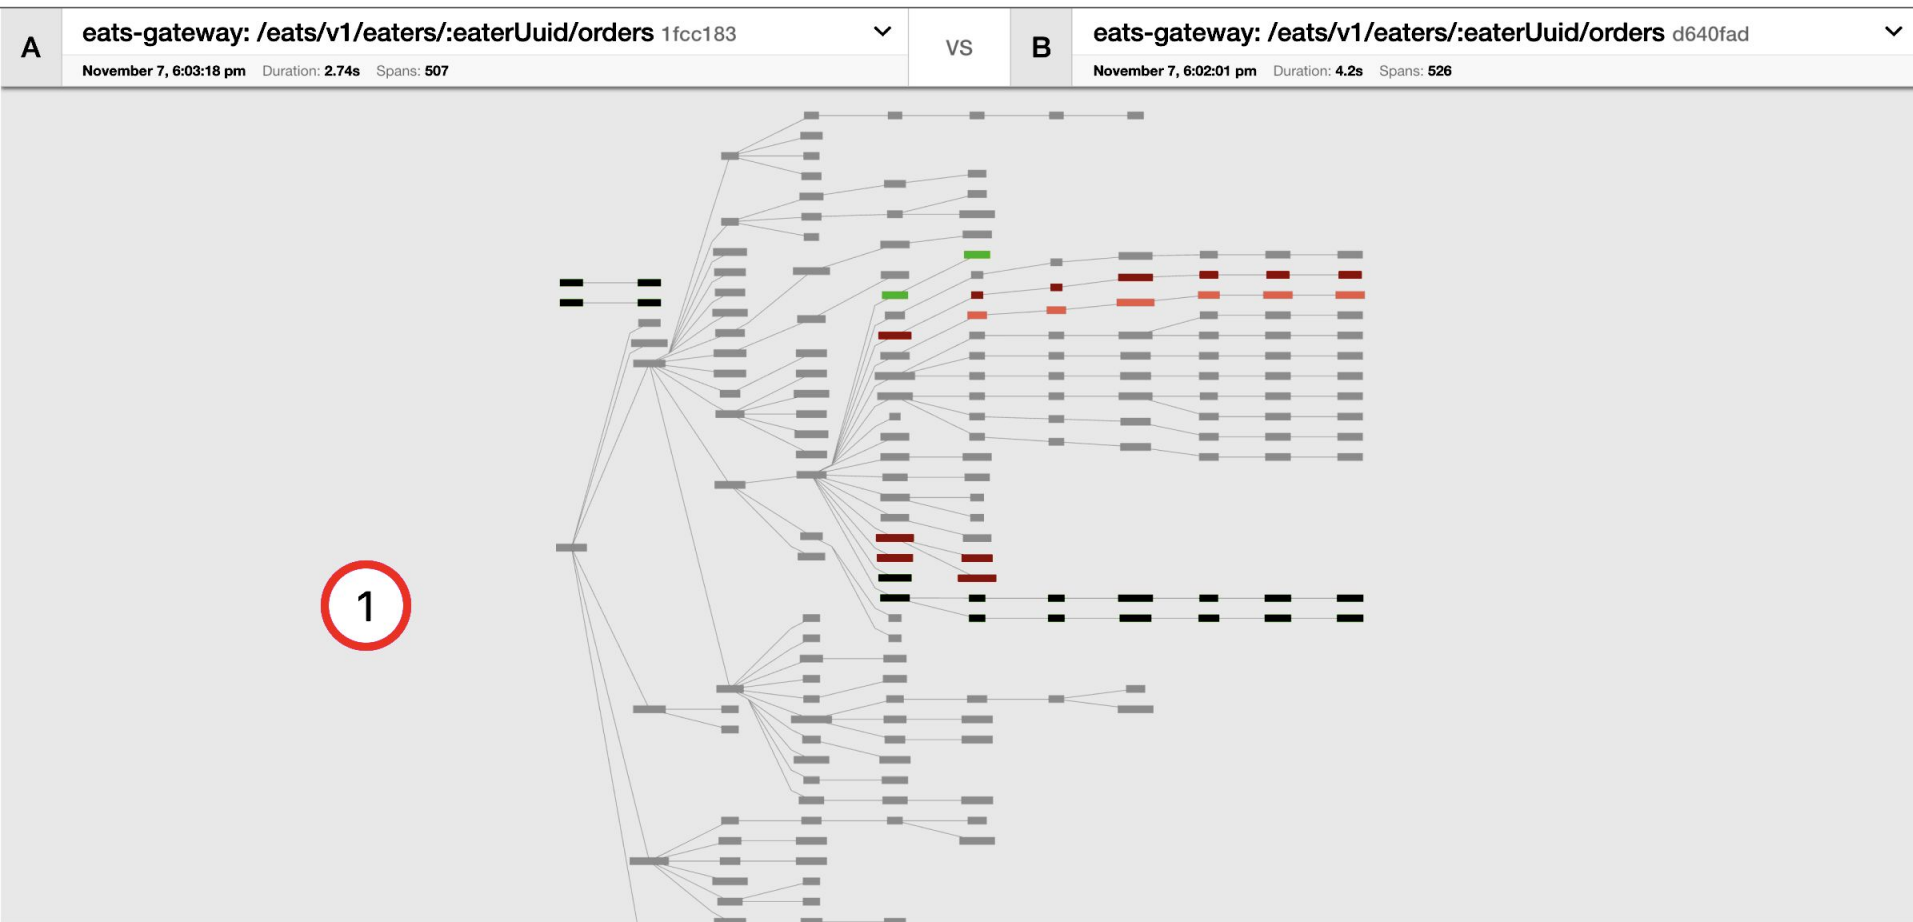 A
eats-gateway: /eats/v1/eaters/:eaterUuid/orders 1fcc183
November 7, 6:03:18 pm Duration: 2.74s Spans: 507
VS
B
eats-gateway: /eats/v1/eaters/:eaterUuid/orders d640fad
November 7, 6:02:01 pm Duration: 4.2s Spans: 526
1